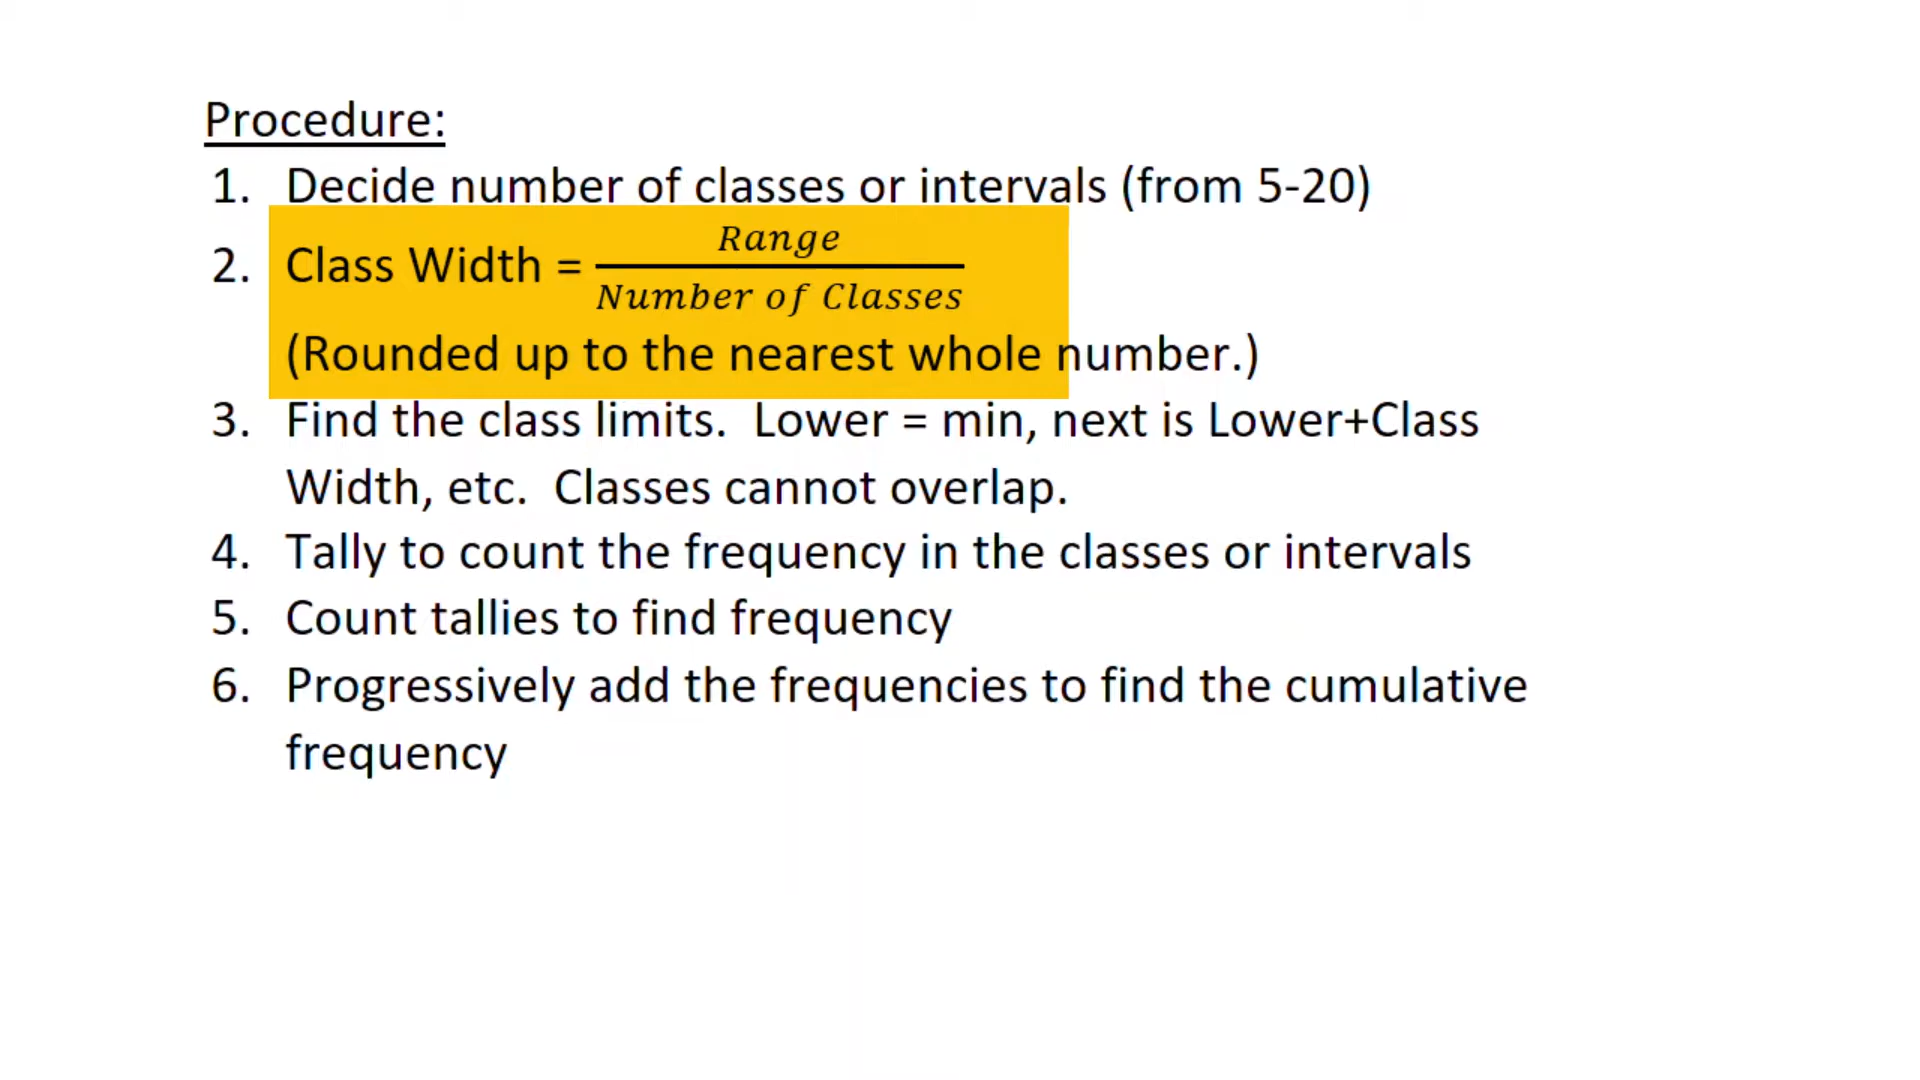 Procedure:
1. Decide number of classes or intervals (from 5-20)
2. Class Width = Range / Number of Classes
(Rounded up to the nearest whole number.)
3. Find the class limits. Lower = min, next is Lower+Class
Width, etc. Classes cannot overlap.
4. Tally to count the frequency in the classes or intervals
5. Count tallies to find frequency
6. Progressively add the frequencies to find the cumulative
frequency